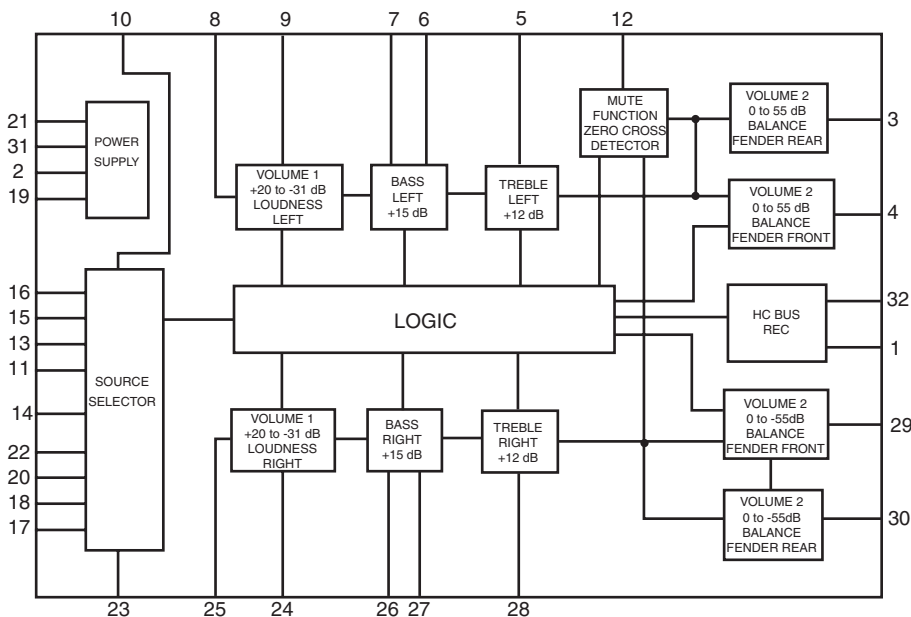 10
8
9
7
6
5
12
21
31
2
19
POWER
SUPPLY
MUTE
FUNCTION
ZERO CROSS
DETECTOR
VOLUME 2
0 to 55 dB
BALANCE
FENDER REAR
3
VOLUME 1
+20 to -31 dB
LOUDNESS
LEFT
BASS
LEFT
+15 dB
TREBLE
LEFT
+12 dB
VOLUME 2
0 to 55 dB
BALANCE
FENDER FRONT
4
16
15
13
11
14
22
20
18
17
SOURCE
SELECTOR
LOGIC
HC BUS
REC
32
1
VOLUME 1
+20 to -31 dB
LOUDNESS
RIGHT
BASS
RIGHT
+15 dB
TREBLE
RIGHT
+12 dB
VOLUME 2
0 to -55dB
BALANCE
FENDER FRONT
29
VOLUME 2
0 to -55dB
BALANCE
FENDER REAR
30
23
25
24
26
27
28